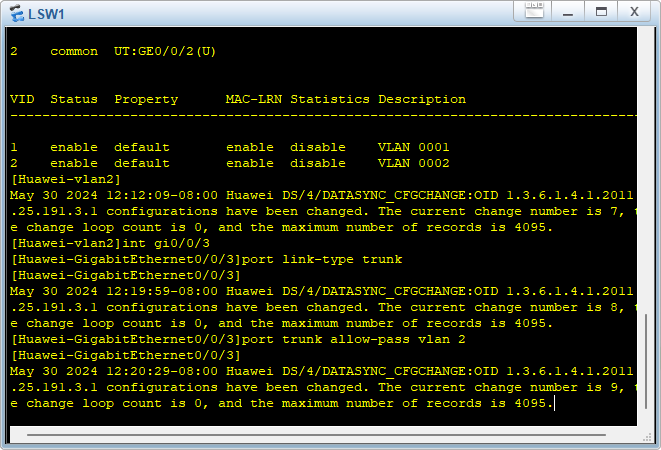 LSW1
2 common UT:GE0/0/2(U)
VID Status Property MAC-LRN Statistics Description
--------------------------------------------------------------------------------
1 enable default enable disable VLAN 0001
2 enable default enable disable VLAN 0002
[Huawei-vlan2]
May 30 2024 12:12:09-08:00 Huawei DS/4/DATASYNC_CFGCHANGE:OID 1.3.6.1.4.1.2011
.25.191.3.1 configurations have been changed. The current change number is 7, t
e change loop count is 0, and the maximum number of records is 4095.
[Huawei-vlan2]int gi0/0/3
[Huawei-GigabitEthernet0/0/3]port link-type trunk
[Huawei-GigabitEthernet0/0/3]
May 30 2024 12:19:59-08:00 Huawei DS/4/DATASYNC_CFGCHANGE:OID 1.3.6.1.4.1.2011
.25.191.3.1 configurations have been changed. The current change number is 8, t
e change loop count is 0, and the maximum number of records is 4095.
[Huawei-GigabitEthernet0/0/3]port trunk allow-pass vlan 2
[Huawei-GigabitEthernet0/0/3]
May 30 2024 12:20:29-08:00 Huawei DS/4/DATASYNC_CFGCHANGE:OID 1.3.6.1.4.1.2011
.25.191.3.1 configurations have been changed. The current change number is 9, t
e change loop count is 0, and the maximum number of records is 4095.